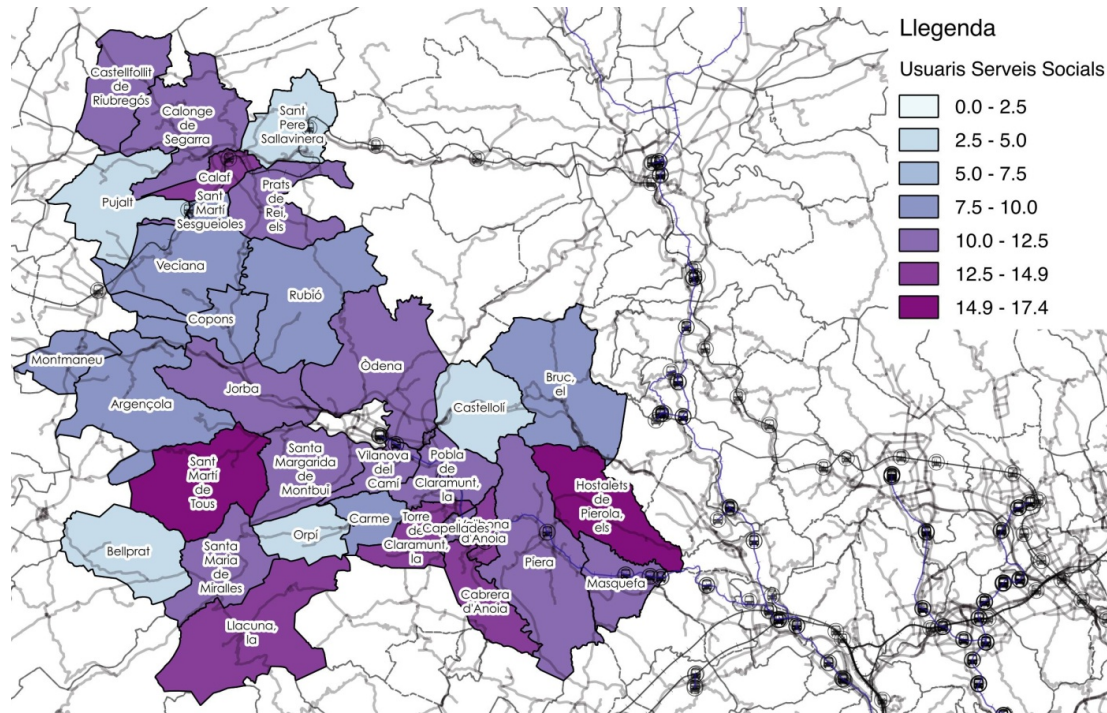 Llegenda
Usuaris Serveis Socials
0.0 - 2.5
2.5 - 5.0
5.0 - 7.5
7.5 - 10.0
10.0 - 12.5
12.5 - 14.9
14.9 - 17.4
Castellfollit
de
Riubregós
Calonge
de
Segarra
Sant
Pere
Sallavinera
Calaf
Pujalt
Sant
Martí
Sesgueioles
Prats
de
Rei,
els
Veciana
Rubió
Copons
Montmaneu
Argençola
Jorba
Òdena
Castellolí
Bruc,
el
Sant
Martí
de
Tous
Santa
Margarida
de
Montbui
Vilanova
del
Camí
Pobla
de
Claramunt,
la
Hostalets
de
Pierola,
els
Bellprat
Orpí
Carme
Torre
de
Claramunt,
la
Capellades
d'Anoia
Santa
Maria
de
Miralles
Piera
Masquefa
Cabrera
d'Anoia
Llacuna,
la